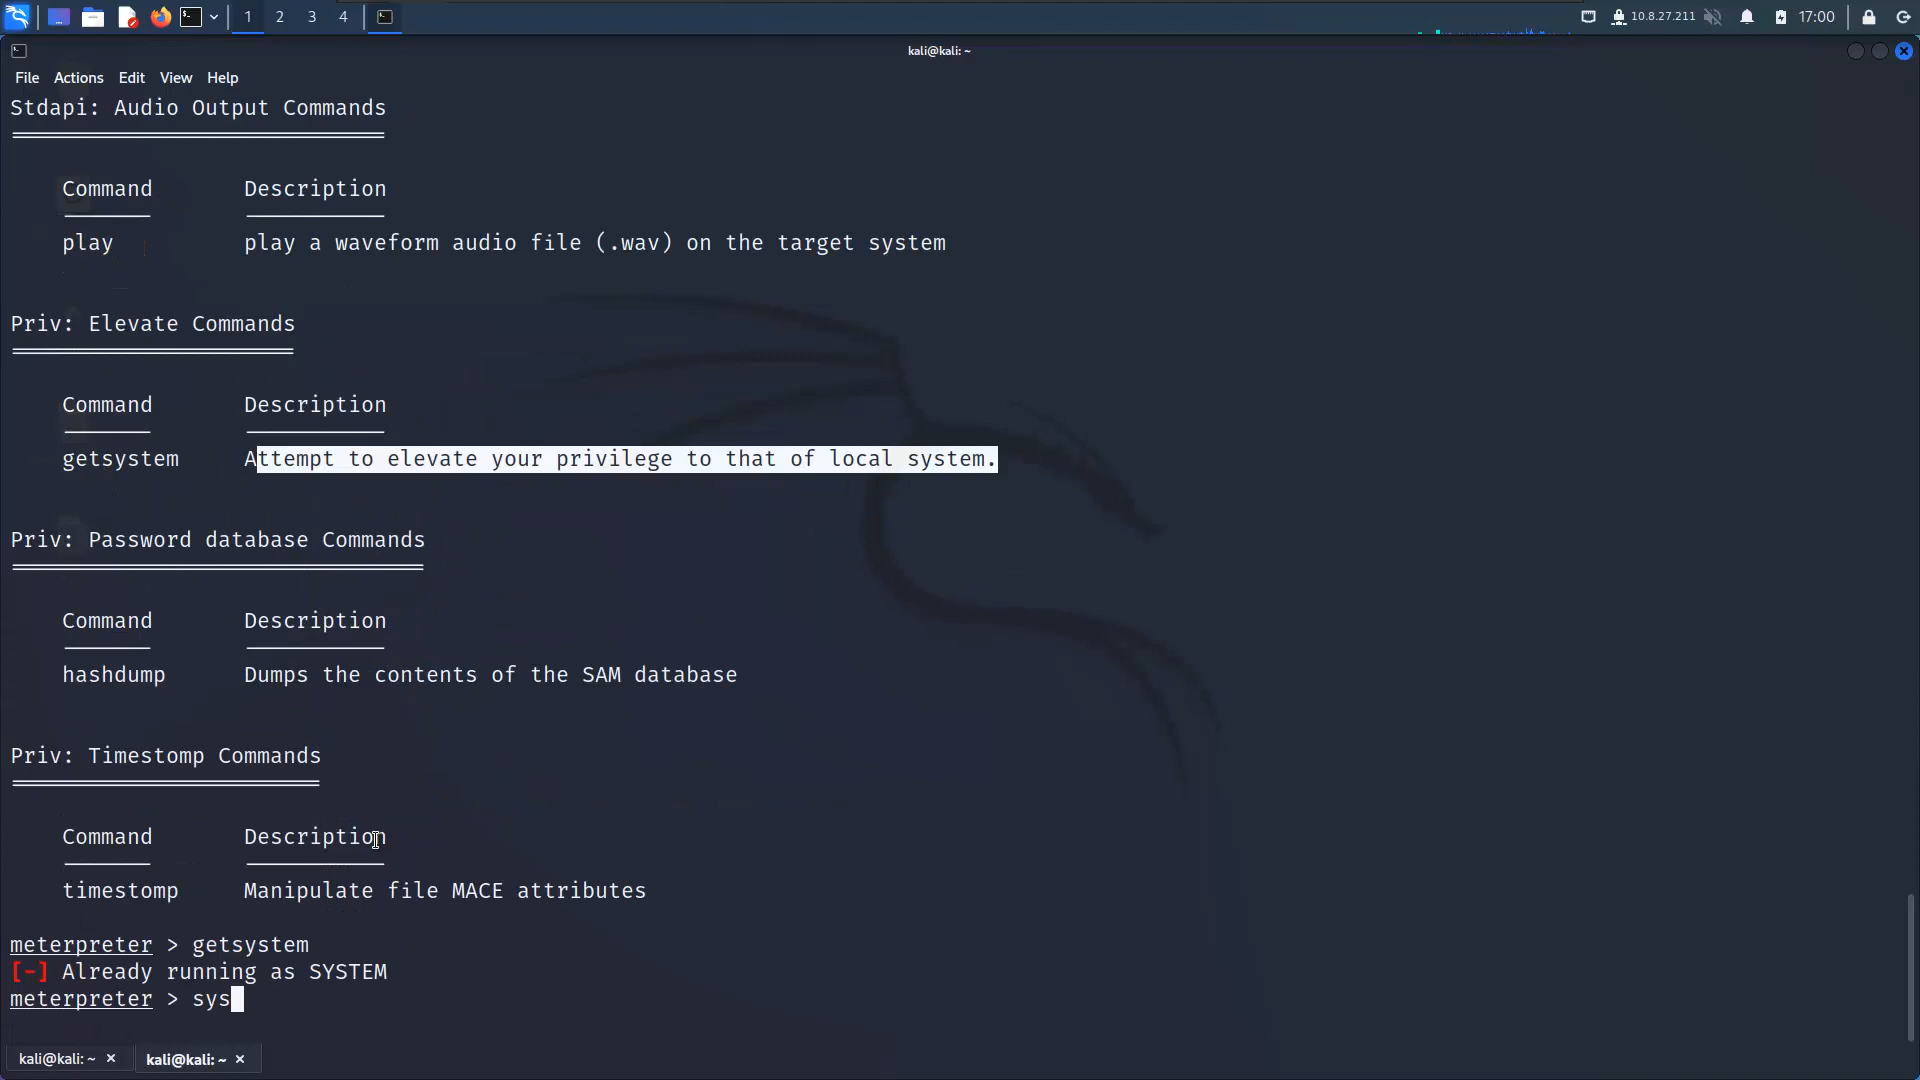 1 2 3 4
10.8.27.211 17:00
kali@kali: ~
File Actions Edit View Help
Stdapi: Audio Output Commands
Command Description
play play a waveform audio file (.wav) on the target system
Priv: Elevate Commands
Command Description
getsystem Attempt to elevate your privilege to that of local system.
Priv: Password database Commands
Command Description
hashdump Dumps the contents of the SAM database
Priv: Timestomp Commands
Command Description
timestomp Manipulate file MACE attributes
meterpreter > getsystem
[-] Already running as SYSTEM
meterpreter > sys
kali@kali: ~ × kali@kali: ~ ×